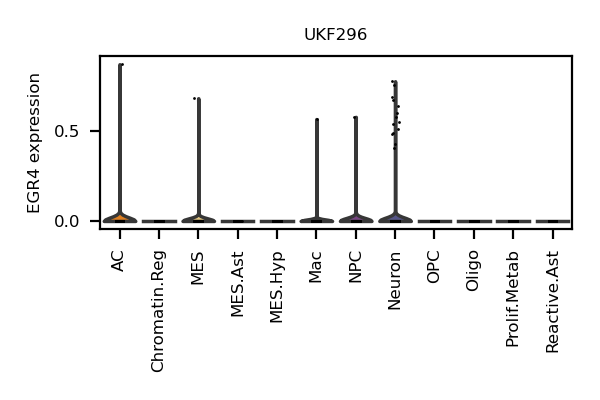 UKF296
EGR4 expression
0.5
0.0
AC
Chromatin.Reg
MES
MES.Ast
MES.Hyp
Mac
NPC
Neuron
OPC
Oligo
Prolif.Metab
Reactive.Ast